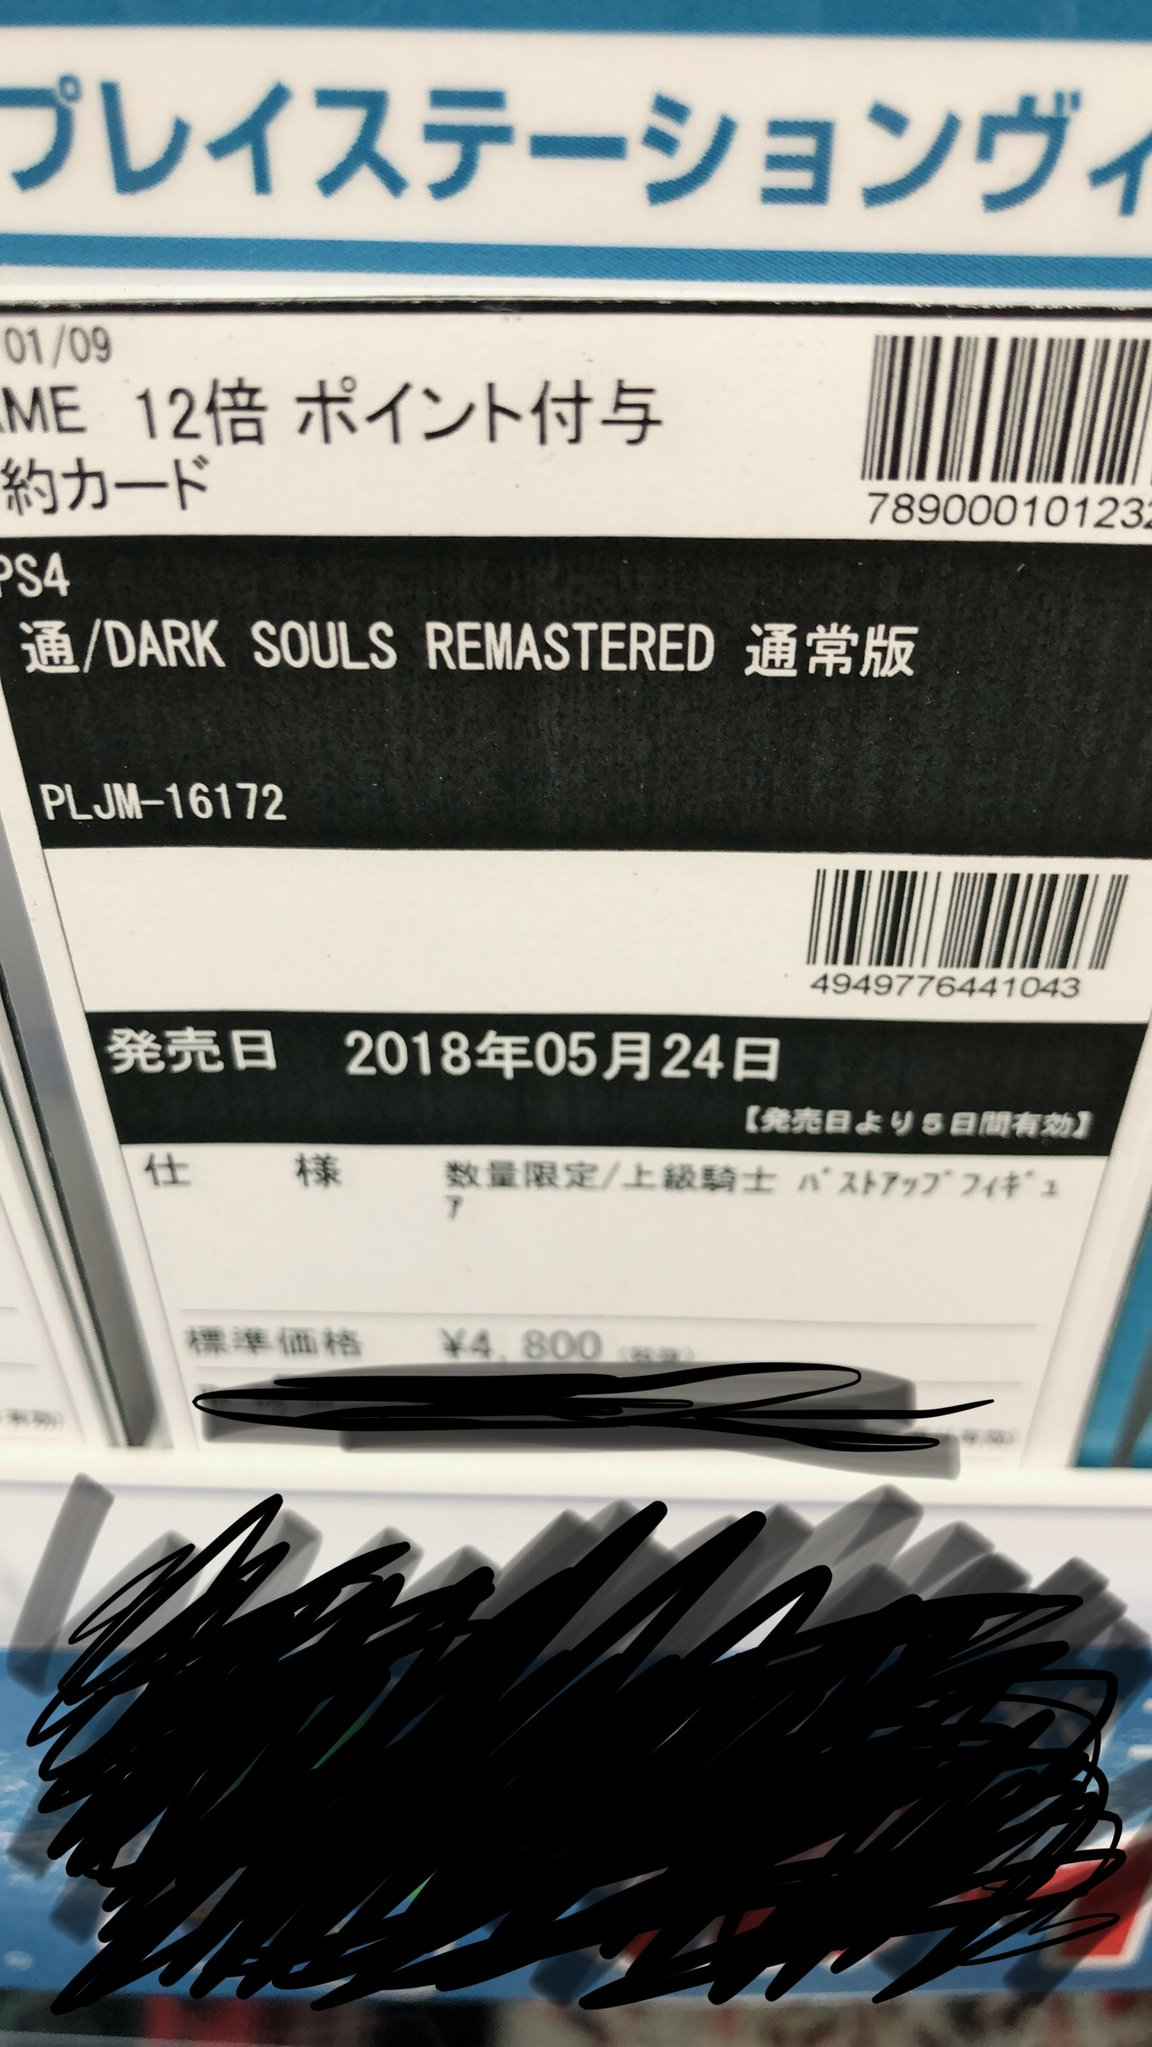 プレイステーションヴィ
01/09
AME 12倍 ポイント付与
約カード
789000101232
PS4
通/DARK SOULS REMASTERED 通常版
PLJM-16172
4949776441043
発売日 2018年05月24日
【発売日より5日間有効】
仕 様 数量限定/上級騎士 ﾊﾞｽﾄｱｯﾌﾟﾌｨｷﾞｭ
ｱ
標準価格 ¥4,800